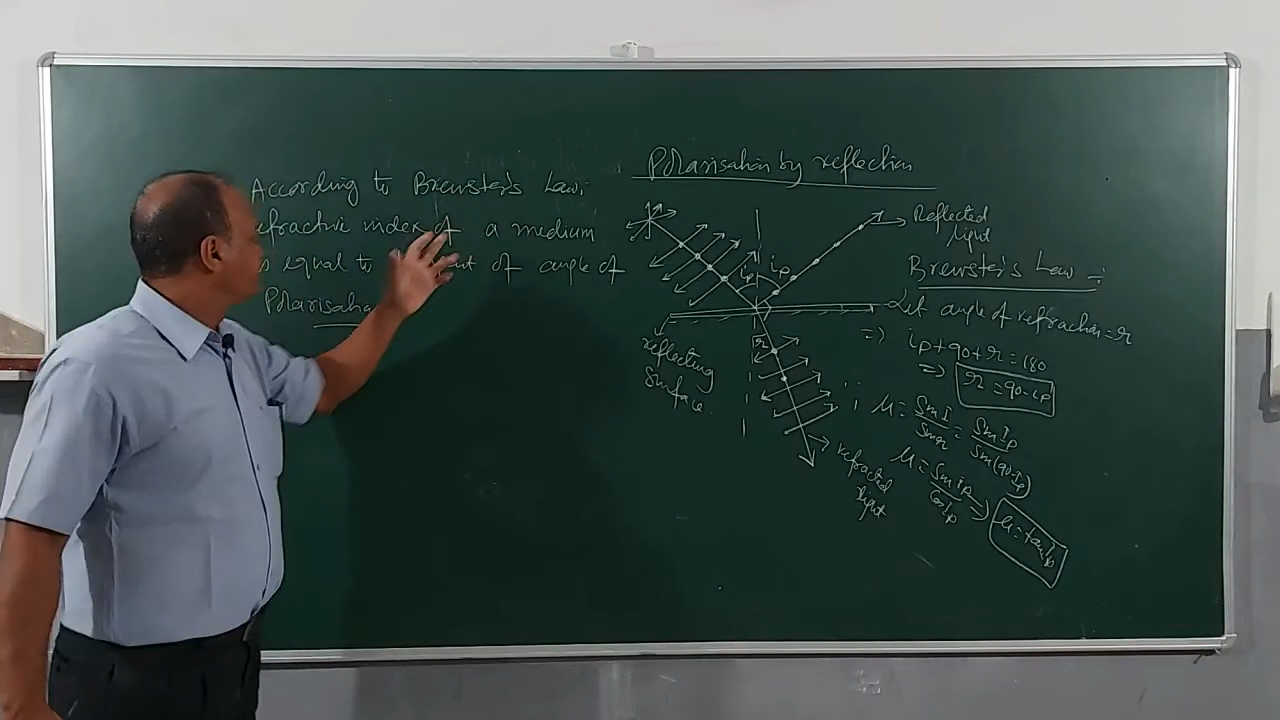 According to Brewster's Law,
refractive index of a medium
is equal to of angle of
Polarisation
Polarisation by reflection
Reflected
light
ip ip
Brewster's Law :-
Let angle of refraction = r
⇒ ip + 90 + r = 180
⇒ r = 90 - ip
reflecting
surface
r
μ = Sin I / Sin r = Sin Ip / Sin (90 - Ip)
μ = Sin ip / Cos ip
⇒ μ = tan Ip
refracted
light